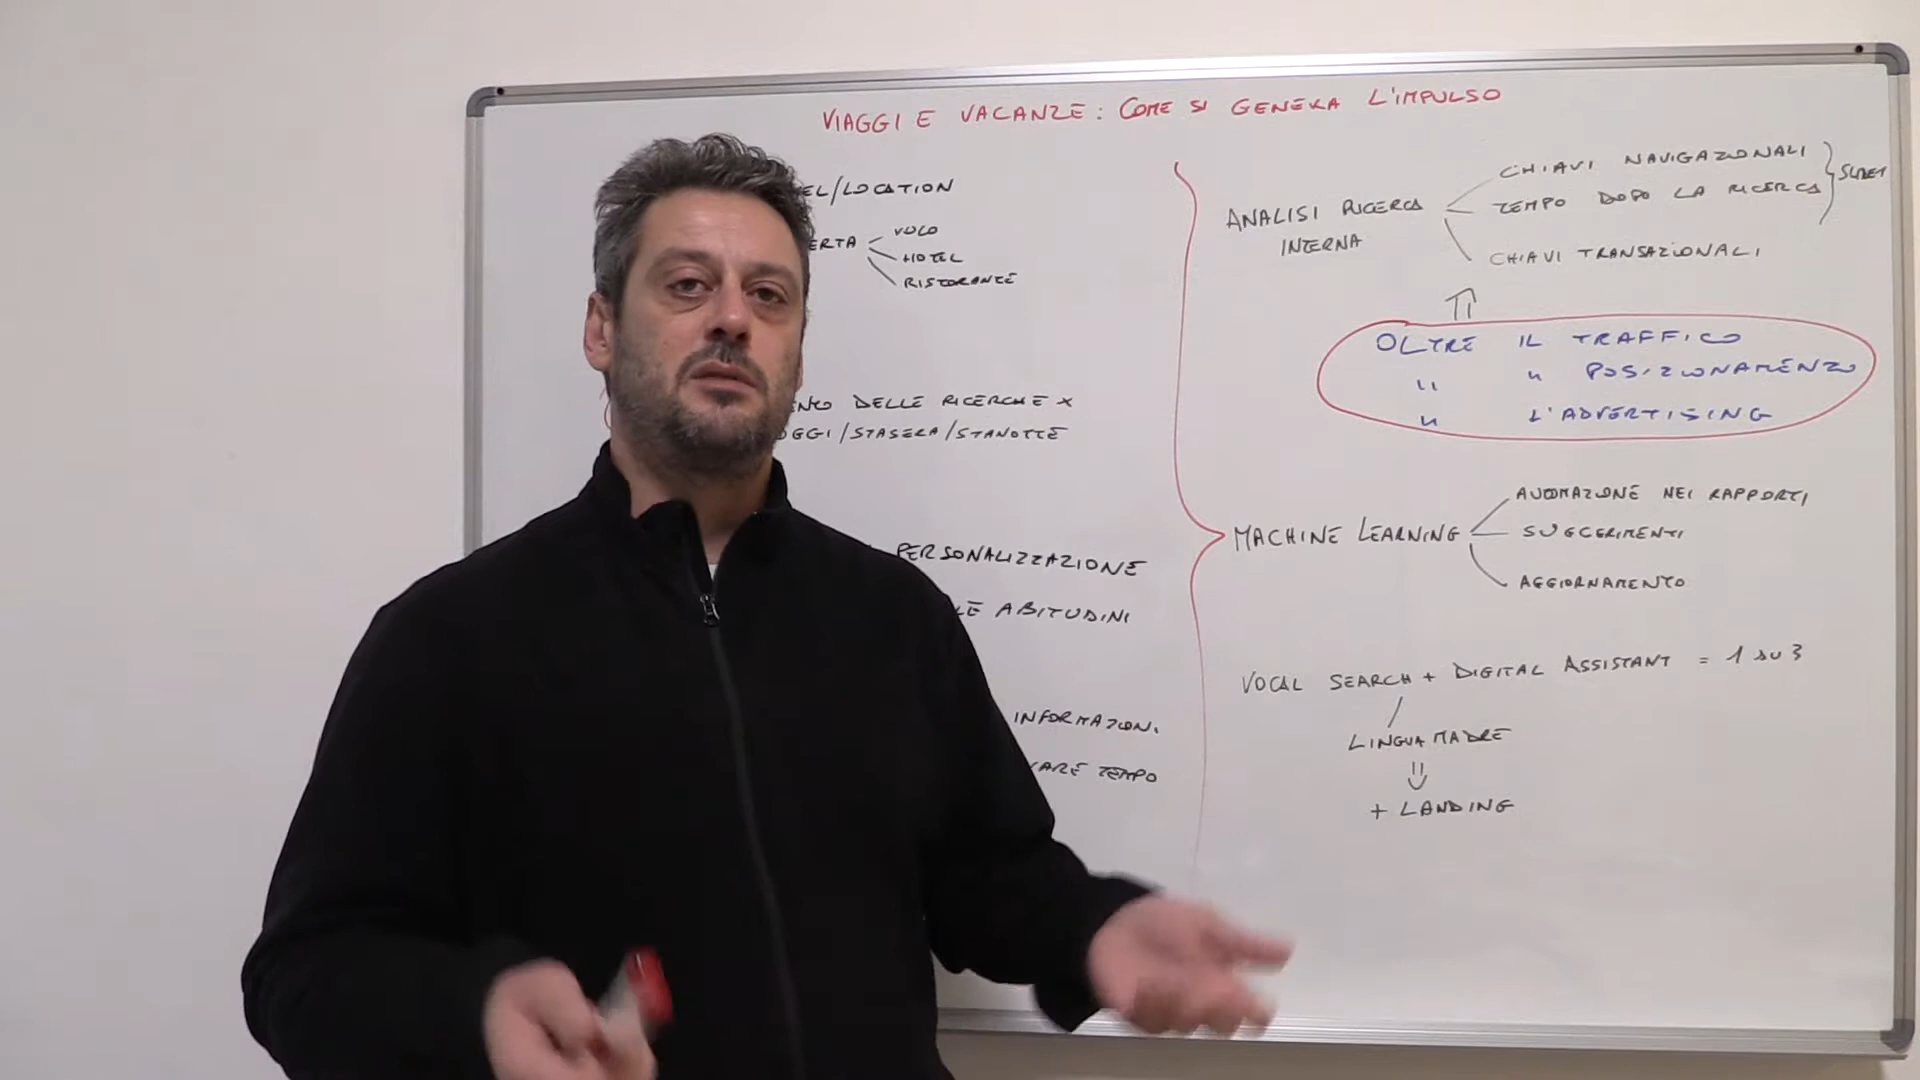 VIAGGI E VACANZE: COME SI GENERA L'IMPULSO
EL/LOCATION
ERTA
VOLO
HOTEL
RISTORANTE
ENTO DELLE RICERCHE X
OGGI/STASERA/STANOTTE
PERSONALIZZAZIONE
LE ABITUDINI
INFORMAZIONI
ARE TEMPO
ANALISI RICERCA
INTERNA
CHIAVI NAVIGAZIONALI
TEMPO DOPO LA RICERCA
CHIAVI TRANSAZIONALI
OLTRE IL TRAFFICO
" " POSIZIONAMENTO
" L'ADVERTISING
MACHINE LEARNING
AUTOMAZIONE NEI RAPPORTI
SUGGERIMENTI
AGGIORNAMENTO
VOCAL SEARCH + DIGITAL ASSISTANT = 1 SU 3
LINGUA MADRE
+ LANDING